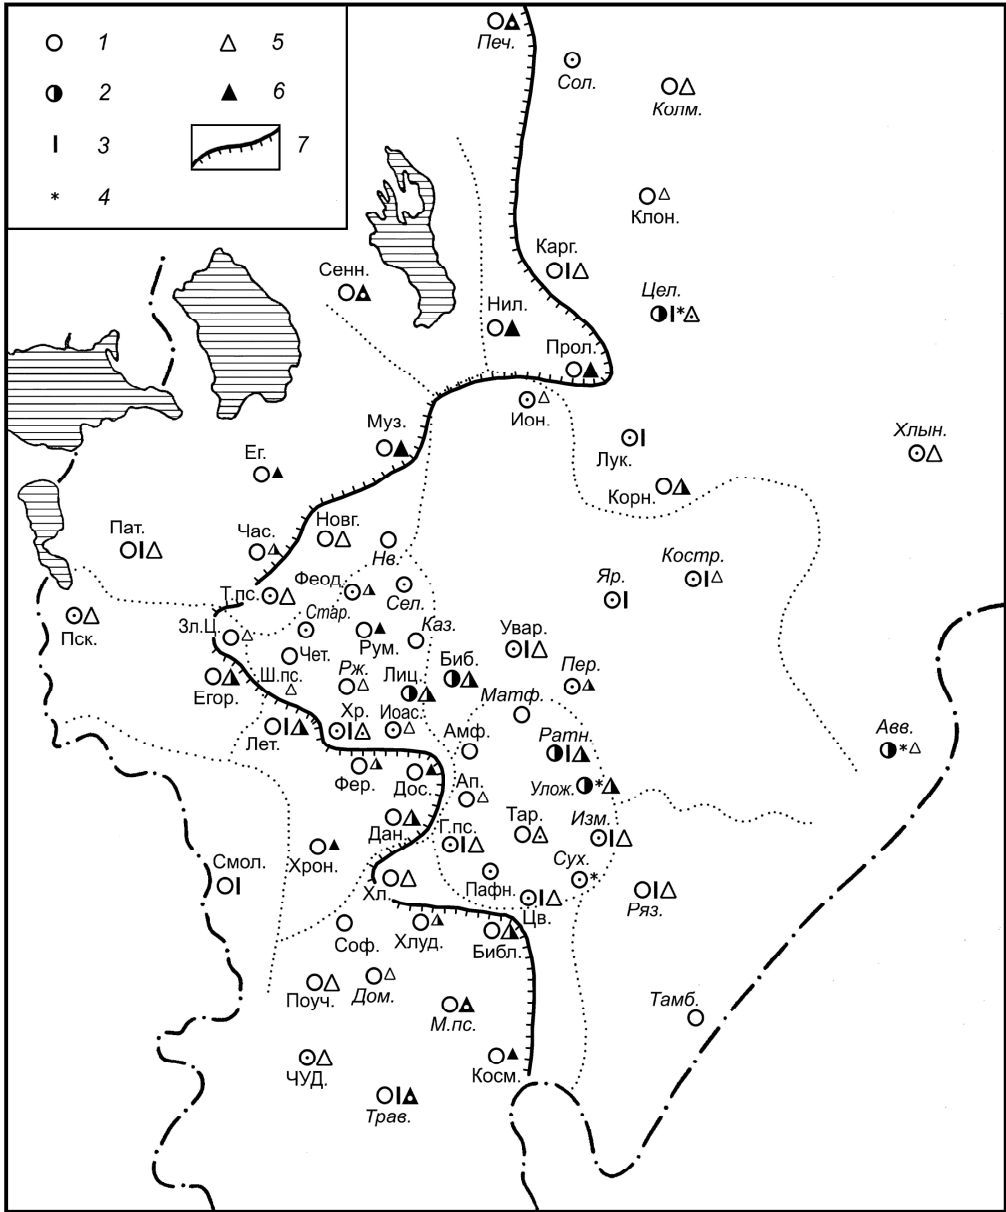 1 5
2 6
3 7
4 *
Печ.
Сол.
Колм.
Клон.
Карг.
Сенн.
Цел.
Нил.
Прол.
Ион.
Муз.
Хлын.
Лук.
Ег.
Корн.
Новг.
Пат.
Час.
Нв.
Костр.
Феод.
Яр.
Т.пс.
Сел.
Пск.
Стар.
Зл.Ц.
Каз.
Увар.
Рум.
Чет.
Биб.
Пер.
Ш.пс.
Рж.
Лиц.
Егор.
Матф.
Хр.
Иоас.
Лет.
Амф.
Ратн.
Авв.
Фер.
Дос.
Ап.
Улож.
Дан.
Г.пс.
Тар.
Изм.
Хрон.
Смол.
Сух.
Хл.
Пафн.
Ряз.
Цв.
Соф.
Хлуд.
Библ.
Поуч.
Дом.
М.пс.
Тамб.
ЧУД.
Косм.
Трав.